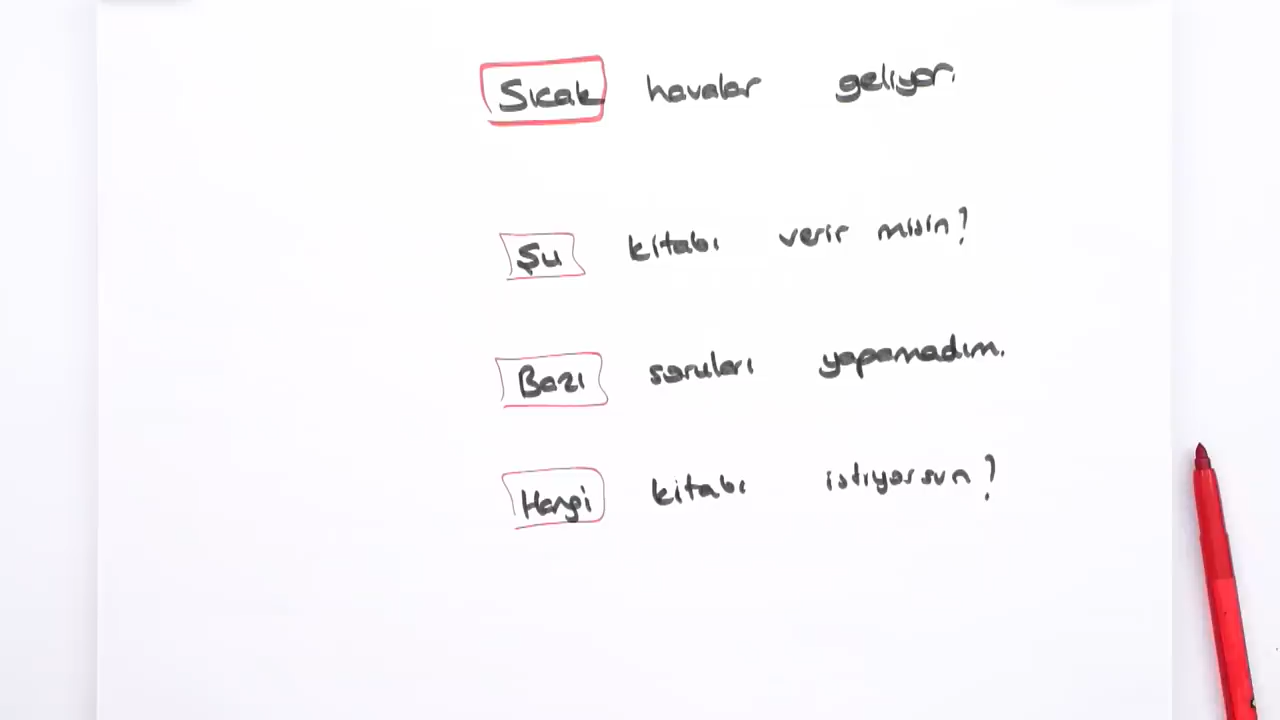 Sıcak havalar geliyor.
Şu kitabı verir misin?
Bazı soruları yapamadım.
Hangi kitabı istiyorsun?